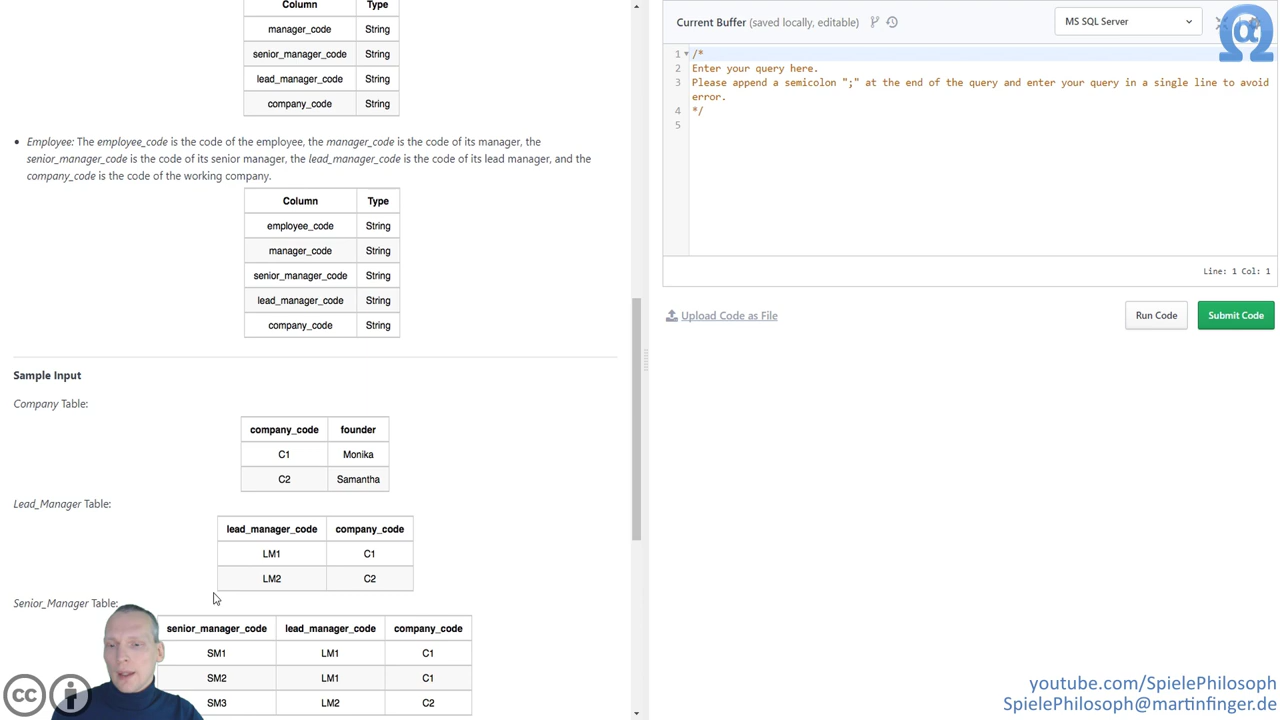 Column Type
manager_code String
senior_manager_code String
lead_manager_code String
company_code String
Employee: The employee_code is the code of the employee, the manager_code is the code of its manager, the
senior_manager_code is the code of its senior manager, the lead_manager_code is the code of its lead manager, and the
company_code is the code of the working company.
Column Type
employee_code String
manager_code String
senior_manager_code String
lead_manager_code String
company_code String
Sample Input
Company Table:
company_code founder
C1 Monika
C2 Samantha
Lead_Manager Table:
lead_manager_code company_code
LM1 C1
LM2 C2
Senior_Manager Table:
senior_manager_code lead_manager_code company_code
SM1 LM1 C1
SM2 LM1 C1
SM3 LM2 C2
cc
Current Buffer (saved locally, editable)
MS SQL Server
1 /*
2 Enter your query here.
3 Please append a semicolon ";" at the end of the query and enter your query in a single line to avoid
error.
4 */
5
Line: 1 Col: 1
Upload Code as File
Run Code
Submit Code
youtube.com/SpielePhilosoph
SpielePhilosoph@martinfinger.de